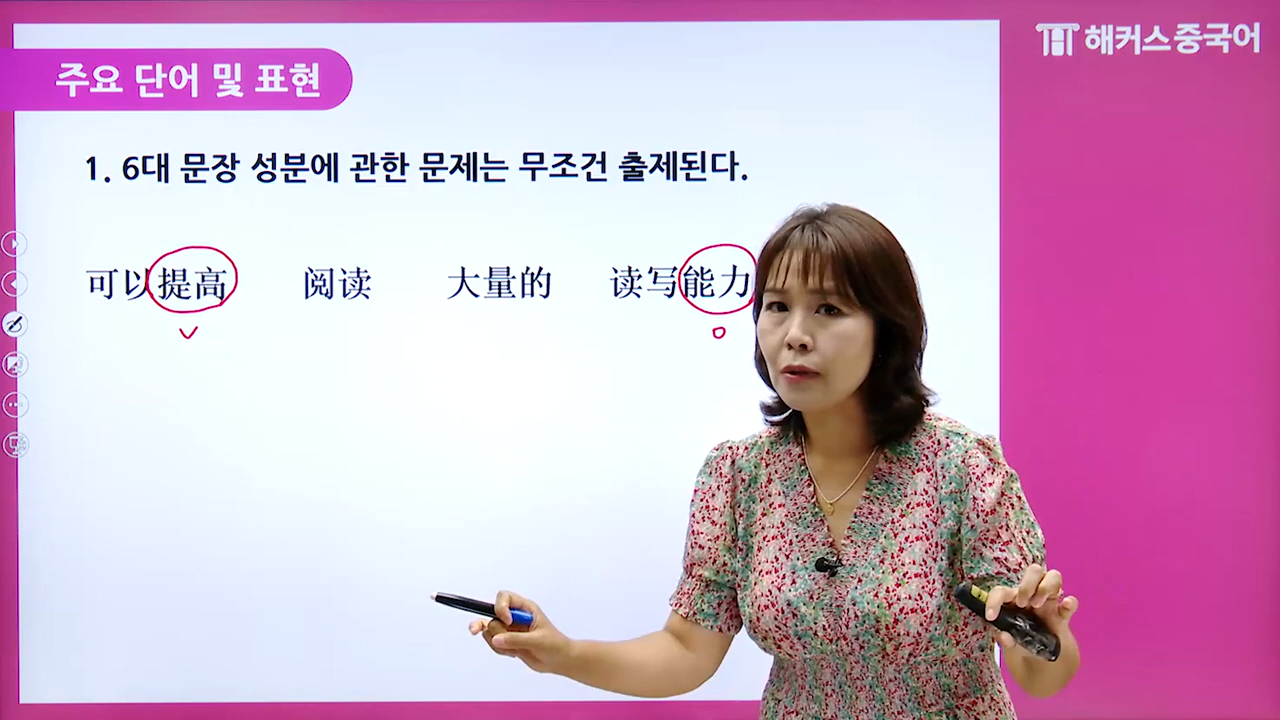 해커스중국어
주요 단어 및 표현
1. 6대 문장 성분에 관한 문제는 무조건 출제된다.
可以提高 阅读 大量的 读写能力